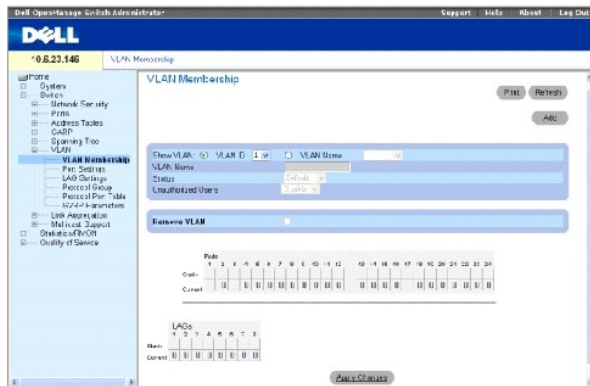 Dell OpenManage Switch Administrator
Support Help About Log Out
DELL
10.6.23.146
VLAN Membership
Home
System
Switch
Network Security
Ports
Address Tables
GARP
Spanning Tree
VLAN
VLAN Membership
Port Settings
LAG Settings
Protocol Group
Protocol Port Table
GVRP Parameters
Link Aggregation
Multicast Support
Statistics/RMON
Quality of Service
VLAN Membership
Print Refresh
Add
Show VLAN VLAN ID 1 VLAN Name
VLAN Name
Status Default
Unauthorized Users Disable
Remove VLAN
Ports
1 2 3 4 5 6 7 8 9 10 11 12 13 14 15 16 17 18 19 20 21 22 23 24
Static
Current U U U U U U U U U U U U U U U U U U U U U U
LAGs
1 2 3 4 5 6 7 8
Static
Current
Apply Changes